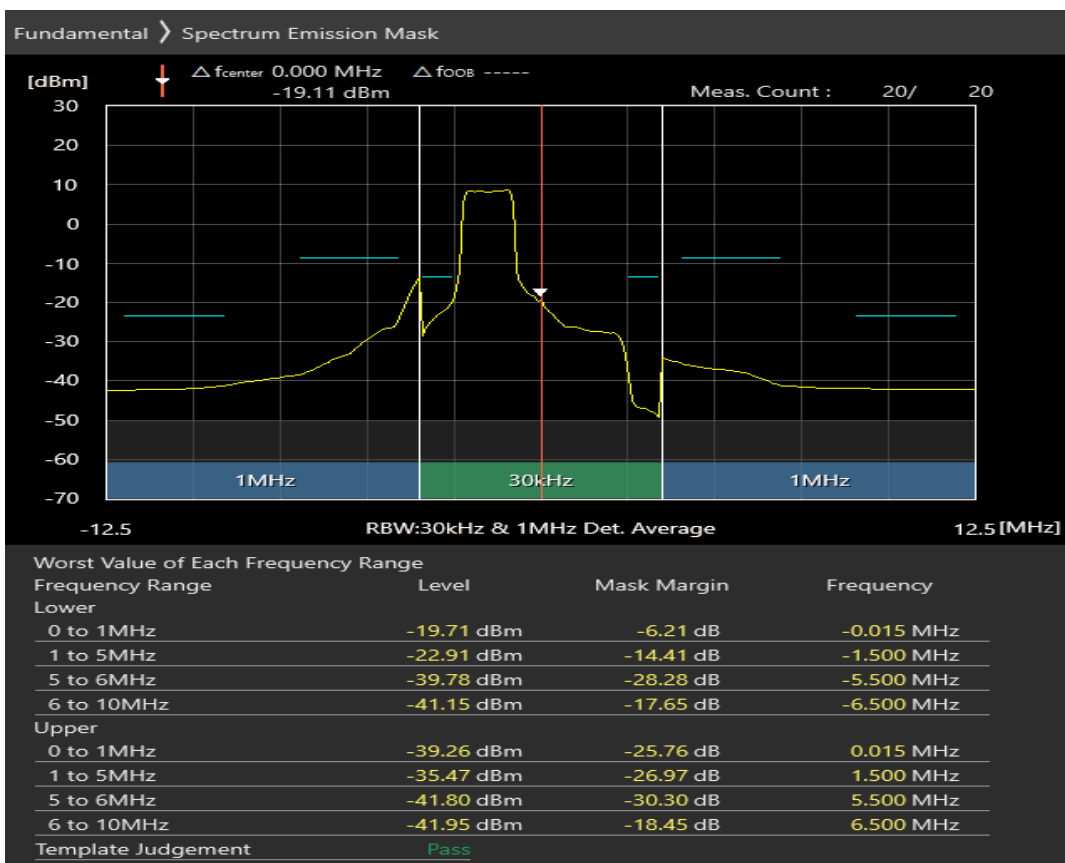 Fundamental 〉 Spectrum Emission Mask
[dBm] △ fcenter 0.000 MHz △ fOOB -----
-19.11 dBm Meas. Count : 20/ 20
30
20
10
0
-10
-20
-30
-40
-50
-60
1MHz 30kHz 1MHz
-70
-12.5 RBW:30kHz & 1MHz Det. Average 12.5 [MHz]
Worst Value of Each Frequency Range
Frequency Range Level Mask Margin Frequency
Lower
0 to 1MHz -19.71 dBm -6.21 dB -0.015 MHz
1 to 5MHz -22.91 dBm -14.41 dB -1.500 MHz
5 to 6MHz -39.78 dBm -28.28 dB -5.500 MHz
6 to 10MHz -41.15 dBm -17.65 dB -6.500 MHz
Upper
0 to 1MHz -39.26 dBm -25.76 dB 0.015 MHz
1 to 5MHz -35.47 dBm -26.97 dB 1.500 MHz
5 to 6MHz -41.80 dBm -30.30 dB 5.500 MHz
6 to 10MHz -41.95 dBm -18.45 dB 6.500 MHz
Template Judgement Pass